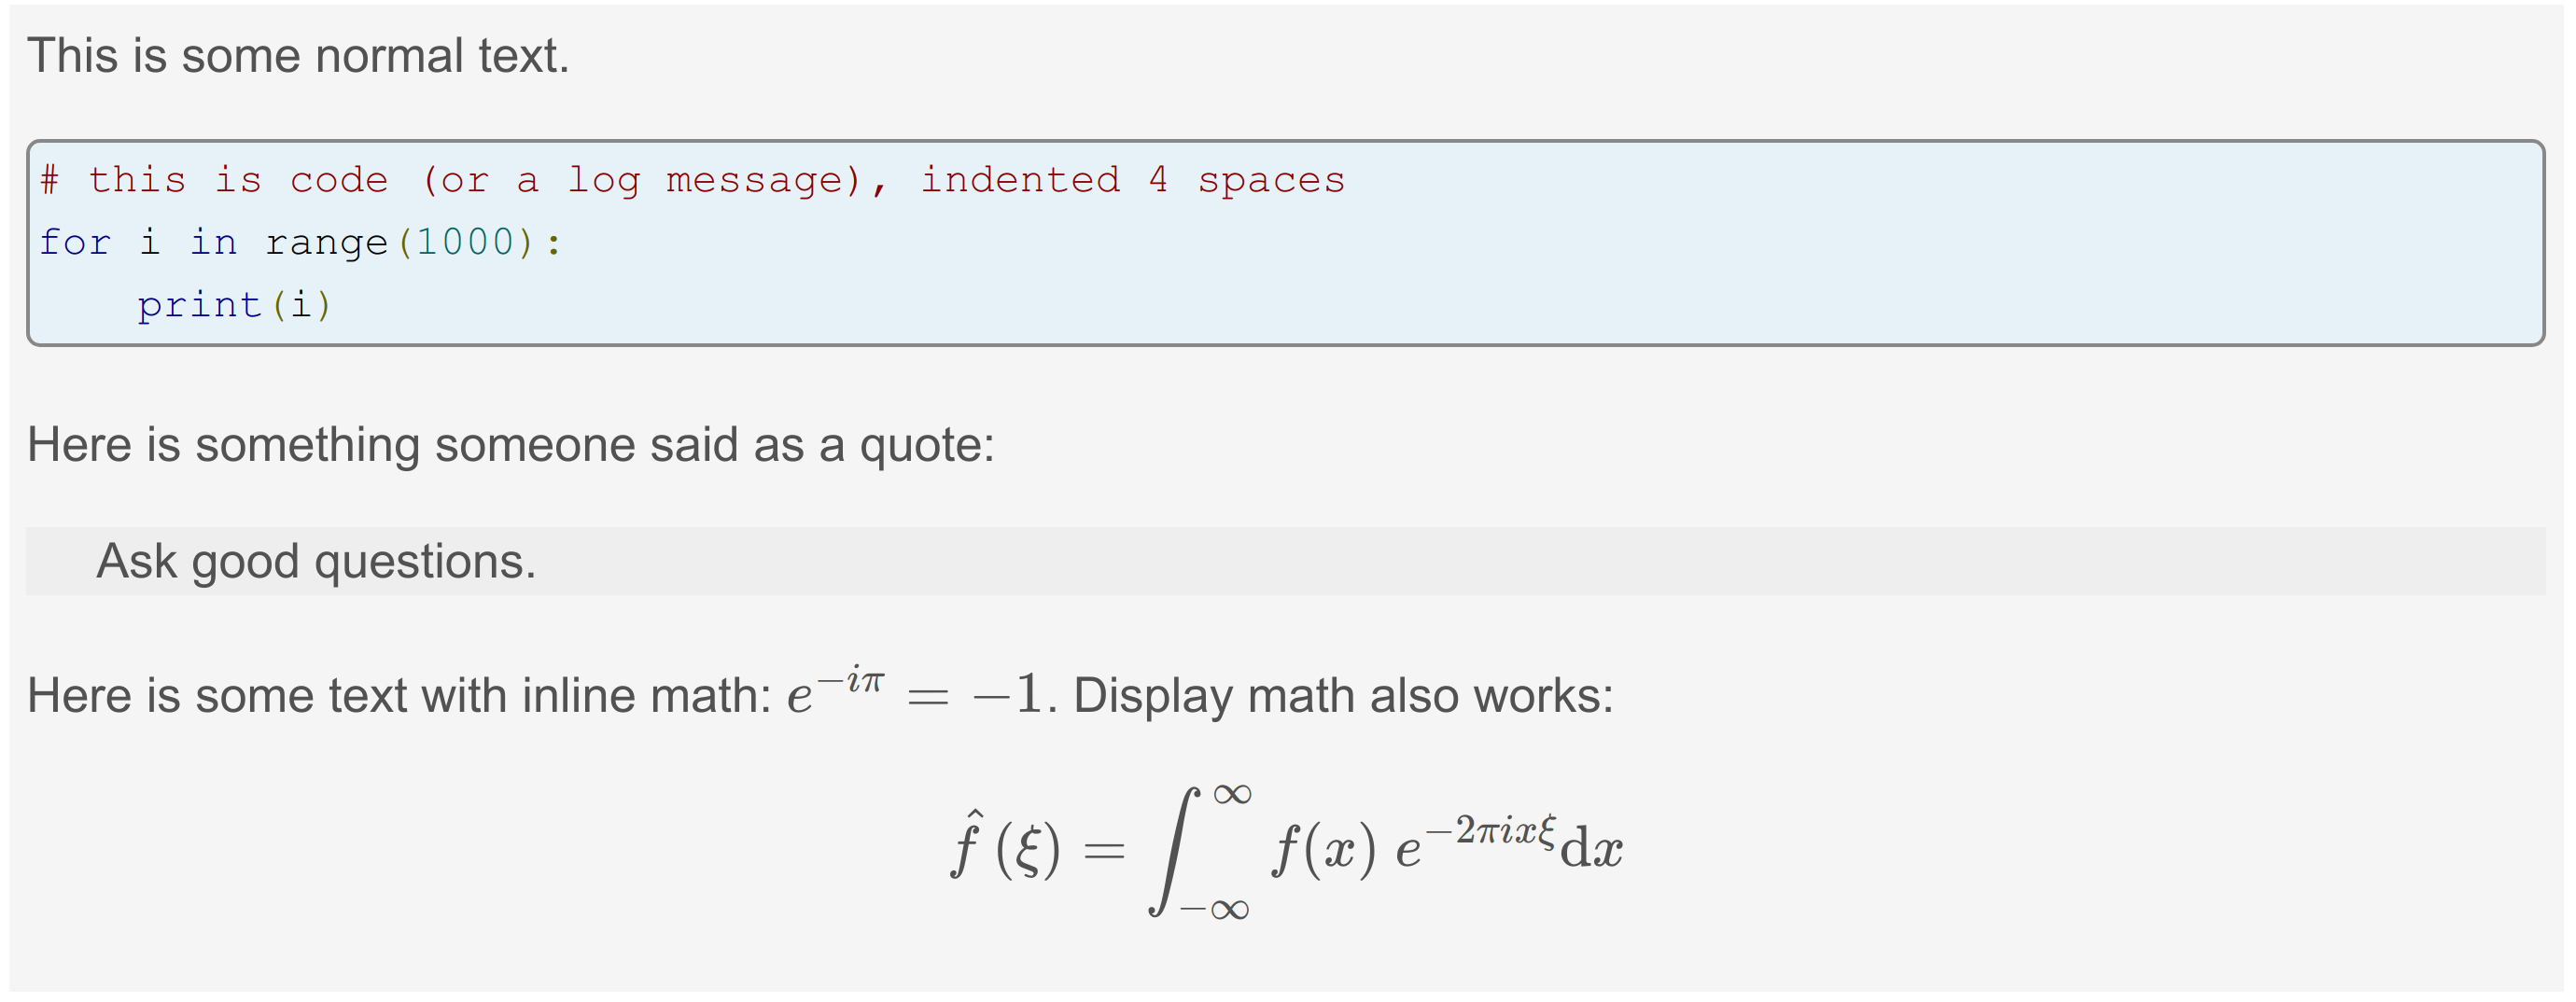 This is some normal text.
# this is code (or a log message), indented 4 spaces
for i in range(1000):
    print(i)
Here is something someone said as a quote:
Ask good questions.
Here is some text with inline math: $e^{-i\pi} = -1$. Display math also works:
$\hat{f}(\xi) = \int_{-\infty}^{\infty} f(x)\, e^{-2\pi i x \xi} \mathrm{d}x$